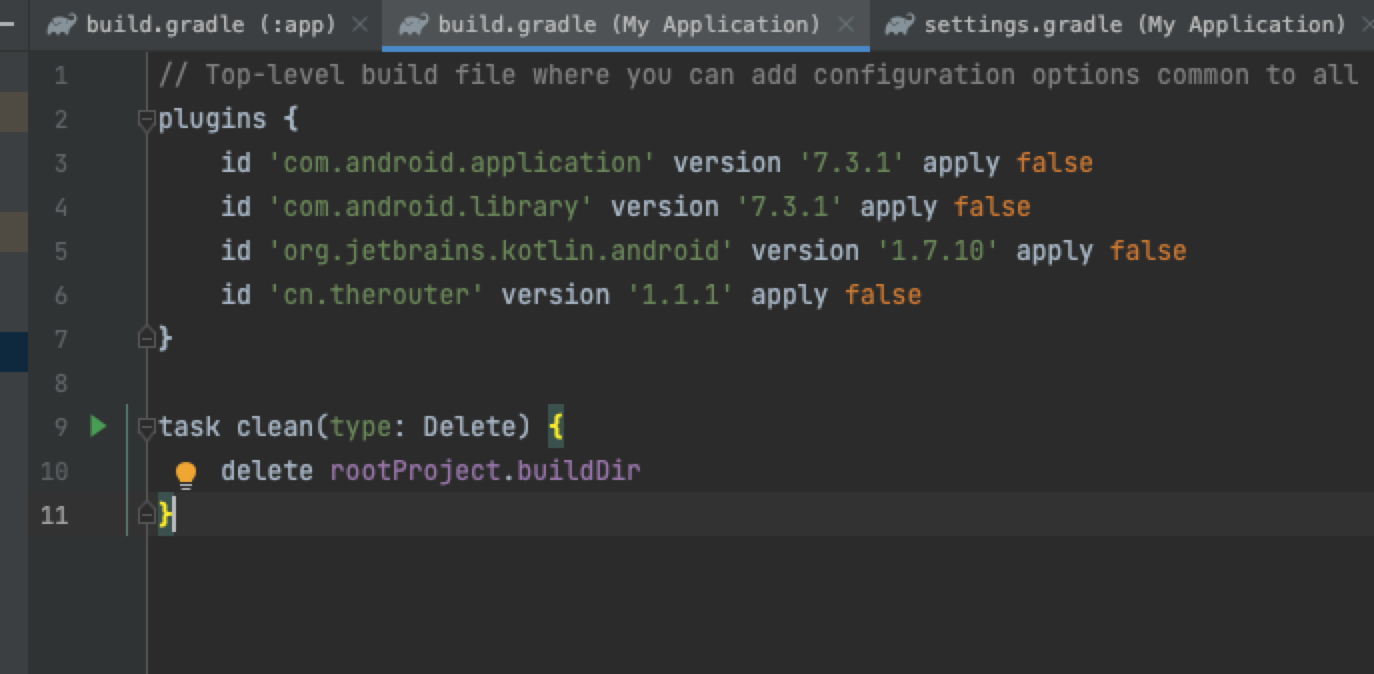 build.gradle (:app) build.gradle (My Application) settings.gradle (My Application)
1 // Top-level build file where you can add configuration options common to all
2 plugins {
3 id 'com.android.application' version '7.3.1' apply false
4 id 'com.android.library' version '7.3.1' apply false
5 id 'org.jetbrains.kotlin.android' version '1.7.10' apply false
6 id 'cn.therouter' version '1.1.1' apply false
7 }
8
9 task clean(type: Delete) {
10 delete rootProject.buildDir
11 }